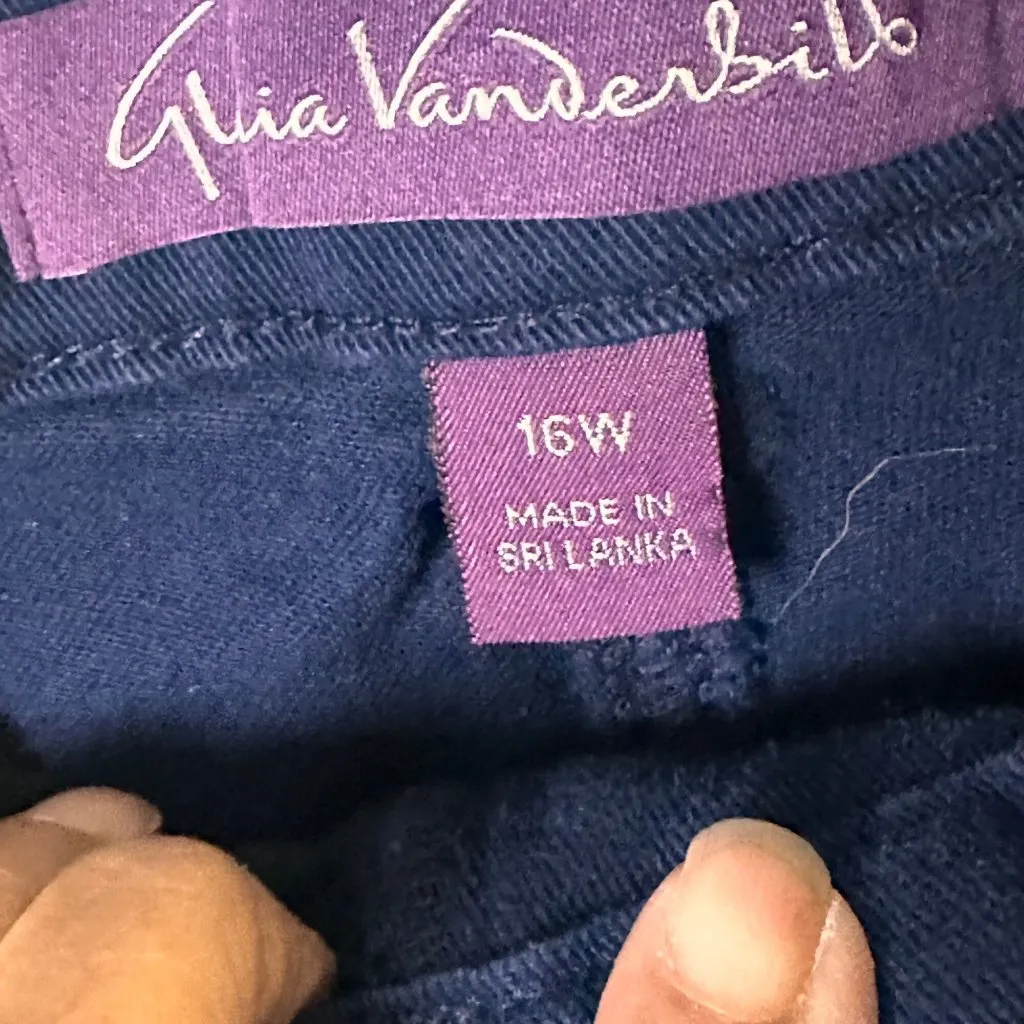 Gloria Vanderbilt
16W
MADE IN
SRI LANKA